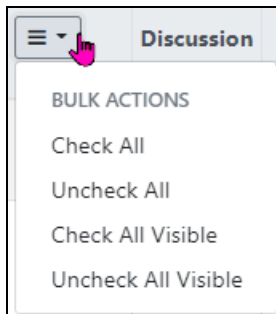 Discussion
BULK ACTIONS
Check All
Uncheck All
Check All Visible
Uncheck All Visible